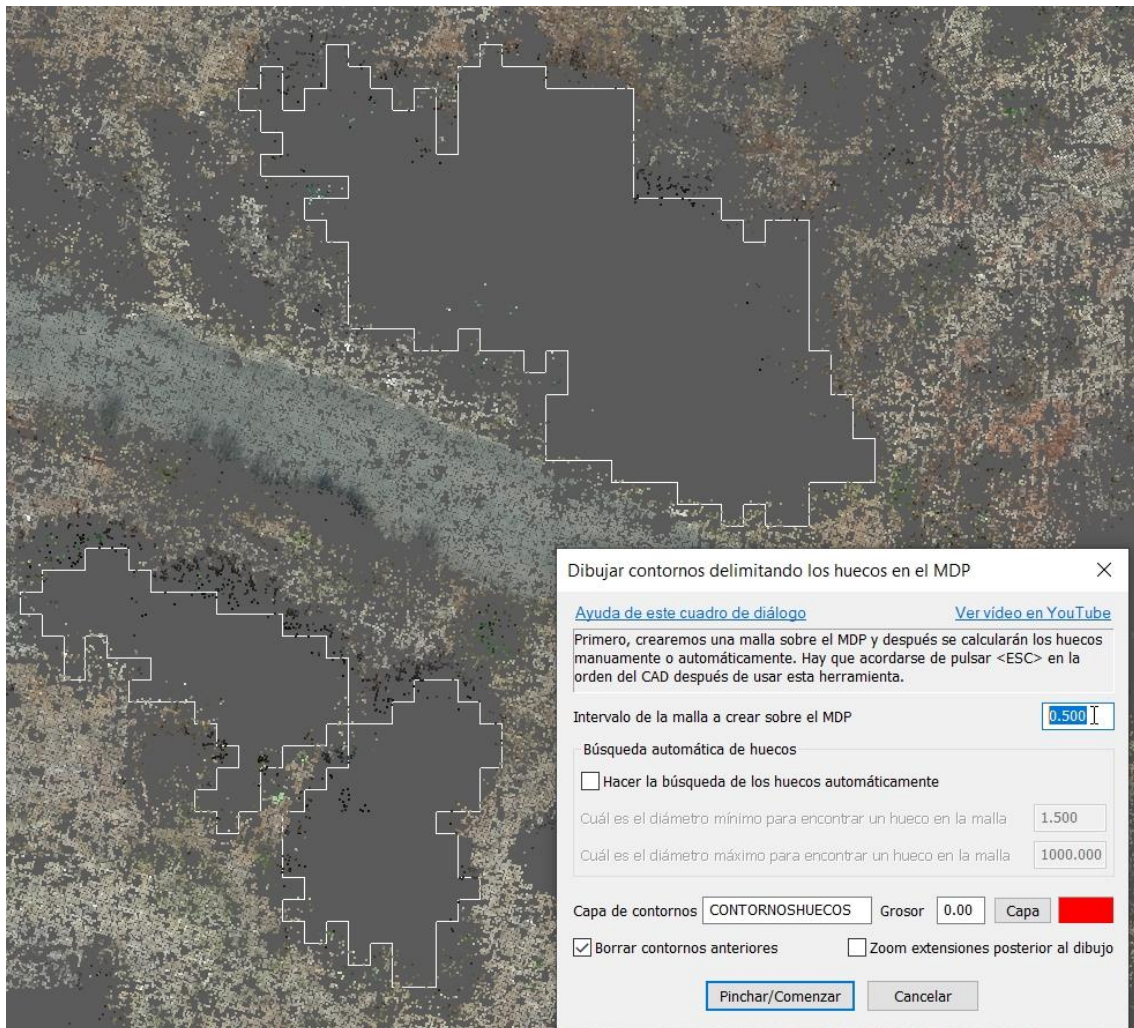 Dibujar contornos delimitando los huecos en el MDP
Ayuda de este cuadro de diálogo Ver vídeo en YouTube
Primero, crearemos una malla sobre el MDP y después se calcularán los huecos
manualmente o automáticamente. Hay que acordarse de pulsar <ESC> en la
orden del CAD después de usar esta herramienta.
Intervalo de la malla a crear sobre el MDP 0.500
Búsqueda automática de huecos
Hacer la búsqueda de los huecos automáticamente
Cuál es el diámetro mínimo para encontrar un hueco en la malla 1.500
Cuál es el diámetro máximo para encontrar un hueco en la malla 1000.000
Capa de contornos CONTORNOSHUECOS Grosor 0.00 Capa
Borrar contornos anteriores Zoom extensiones posterior al dibujo
Pinchar/Comenzar Cancelar